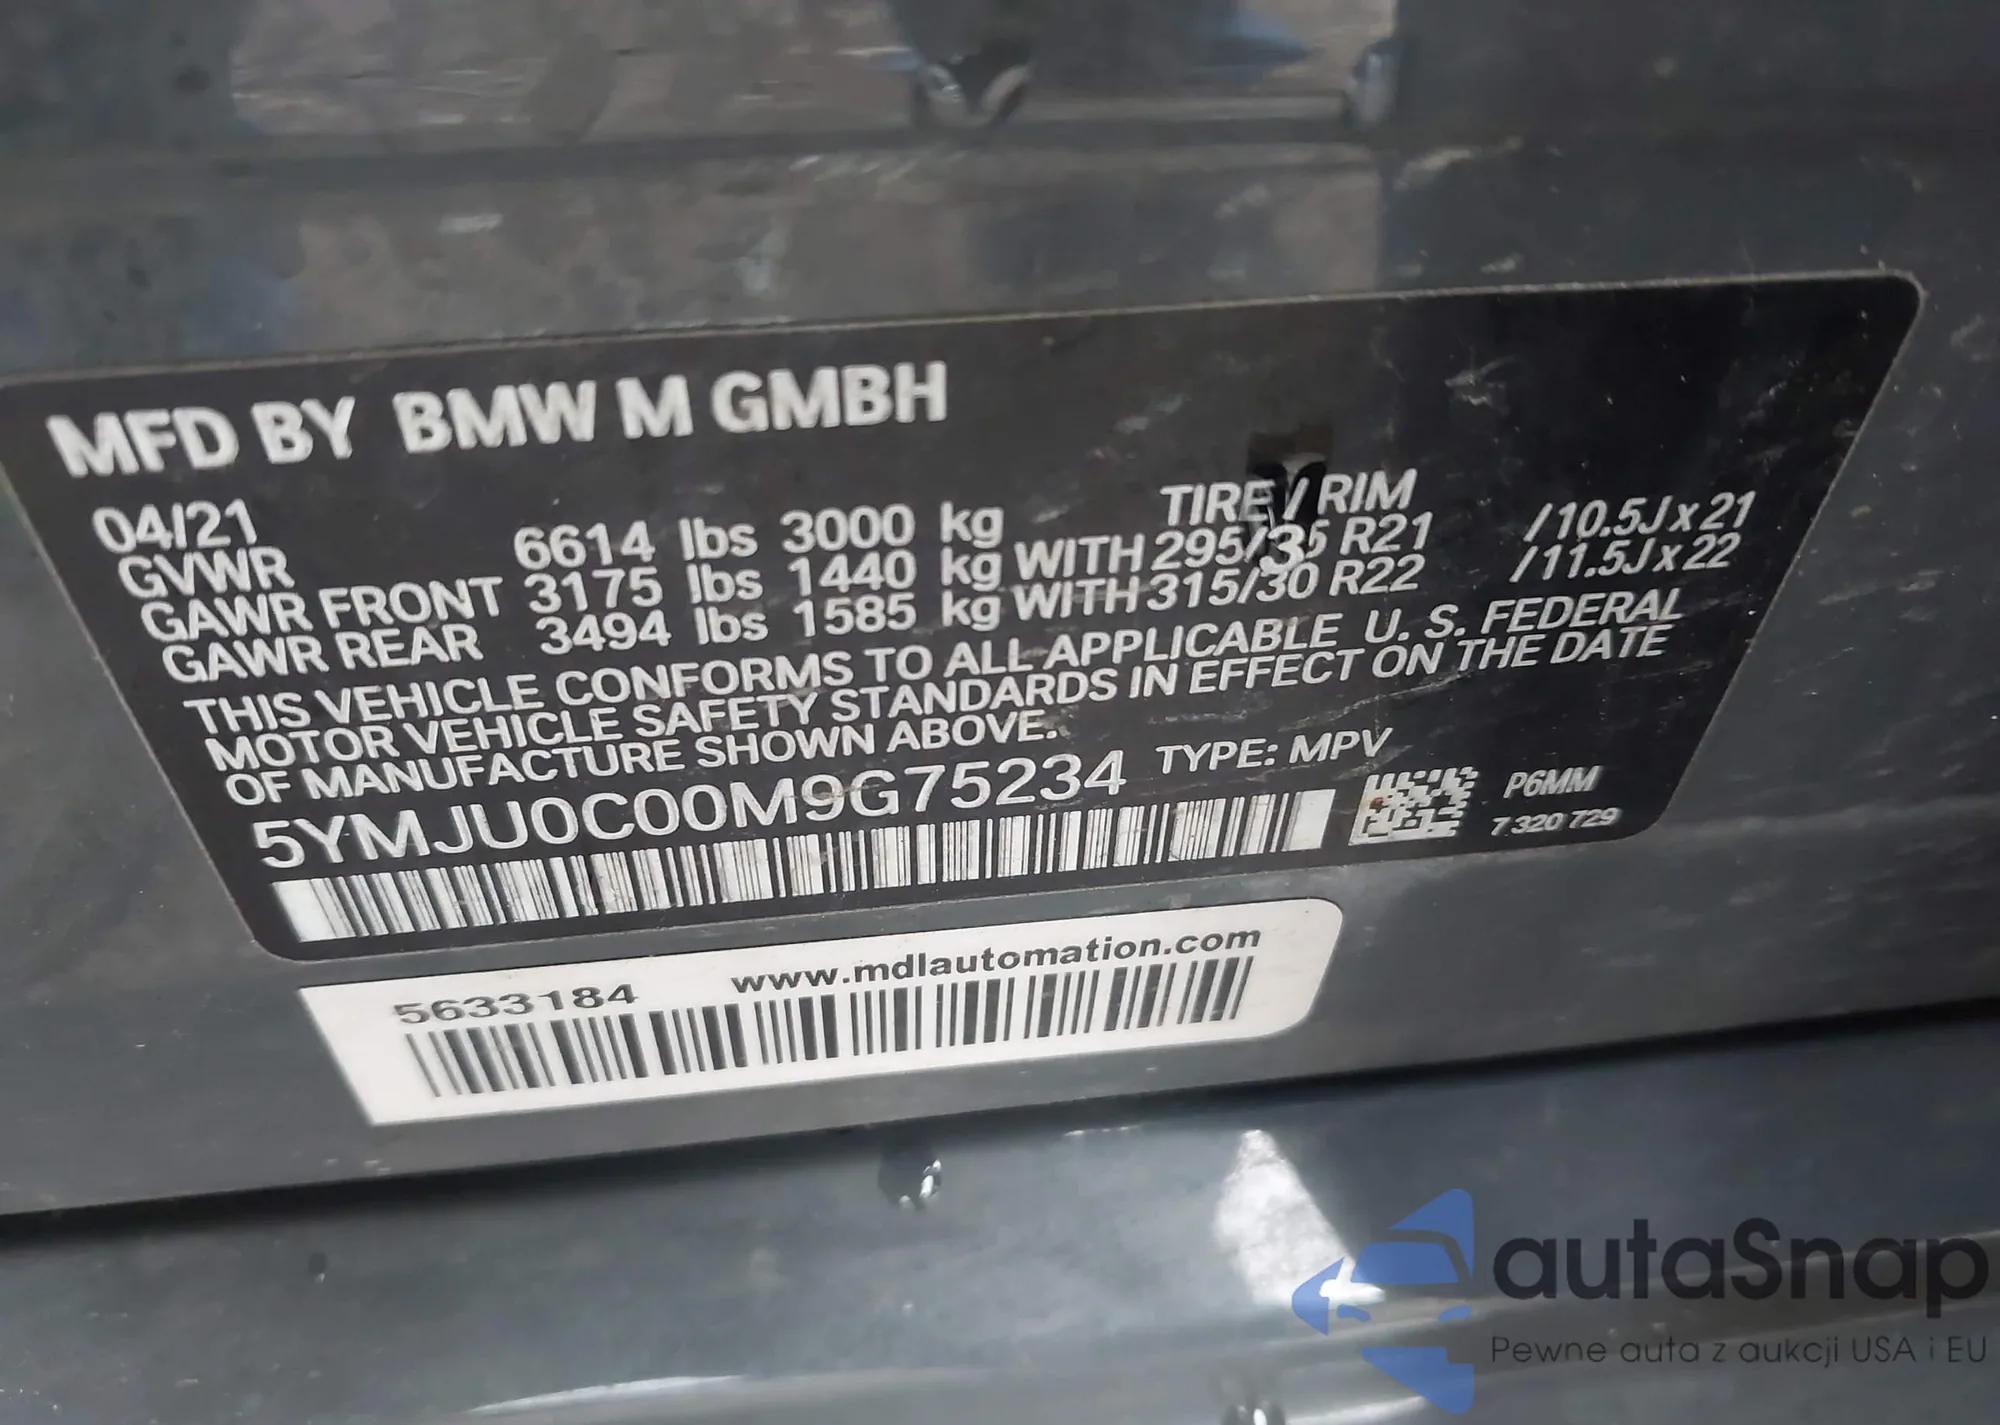 MFD BY BMW M GMBH
04/21 TIRE / RIM
GVWR 6614 lbs 3000 kg
GAWR FRONT 3175 lbs 1440 kg WITH 295/35 R21 /10.5J x 21
GAWR REAR 3494 lbs 1585 kg WITH 315/30 R22 /11.5J x 22
THIS VEHICLE CONFORMS TO ALL APPLICABLE U. S. FEDERAL
MOTOR VEHICLE SAFETY STANDARDS IN EFFECT ON THE DATE
OF MANUFACTURE SHOWN ABOVE.
5YMJU0C00M9G75234 TYPE: MPV
P6MM
7 320 729
5633184 www.mdlautomation.com
autaSnap
Pewne auta z aukcji USA i EU